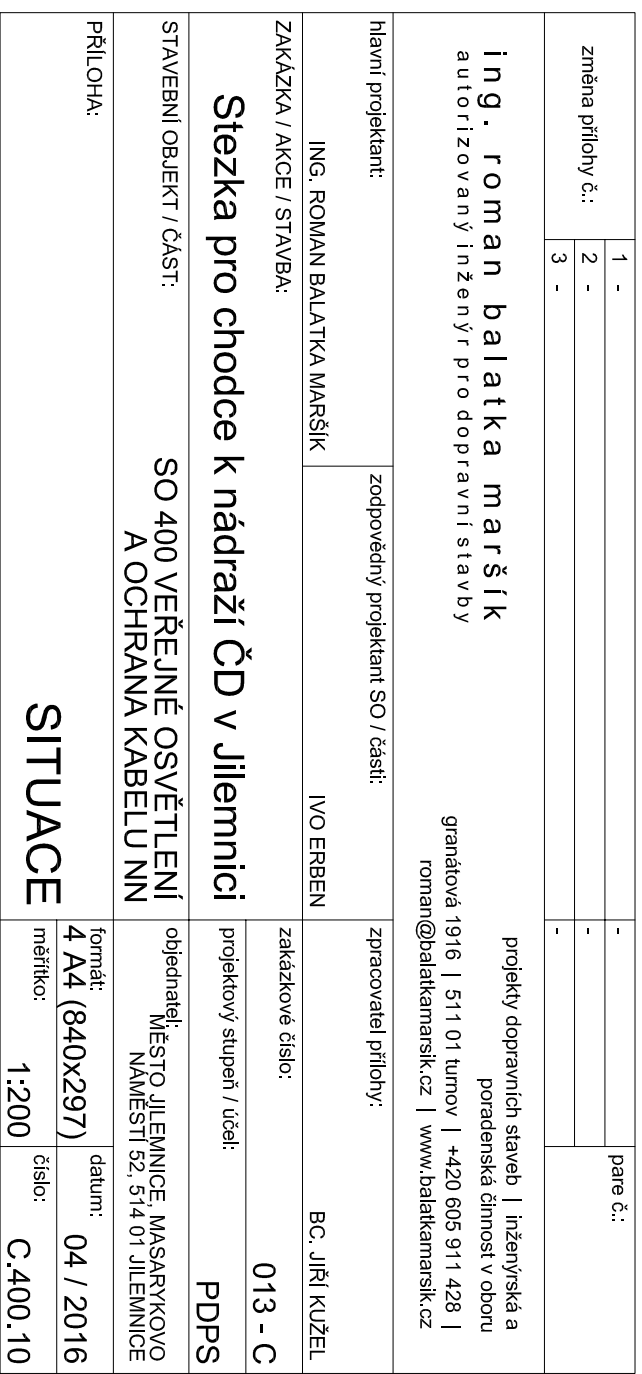 změna přílohy č.:
1 - -
2 - -
3 - -
pare č.:
ing. roman balatka maršík
autorizovaný inženýr pro dopravní stavby
projekty dopravních staveb | inženýrská a
poradenská činnost v oboru
granátová 1916 | 511 01 turnov | +420 605 911 428 |
roman@balatkamarsik.cz | www.balatkamarsik.cz
hlavní projektant:
ING. ROMAN BALATKA MARŠÍK
zodpovědný projektant SO / části:
IVO ERBEN
zpracovatel přílohy:
BC. JIŘÍ KUŽEL
ZAKÁZKA / AKCE / STAVBA:
Stezka pro chodce k nádraží ČD v Jilemnici
zakázkové číslo:
013 - C
projektový stupeň / účel:
PDPS
STAVEBNÍ OBJEKT / ČÁST:
SO 400 VEŘEJNÉ OSVĚTLENÍ
A OCHRANA KABELU NN
objednatel:
MĚSTO JILEMNICE, MASARYKOVO
NÁMĚSTÍ 52, 514 01 JILEMNICE
PŘÍLOHA:
SITUACE
formát:
4 A4 (840x297)
datum:
04 / 2016
měřítko:
1:200
číslo:
C.400.10